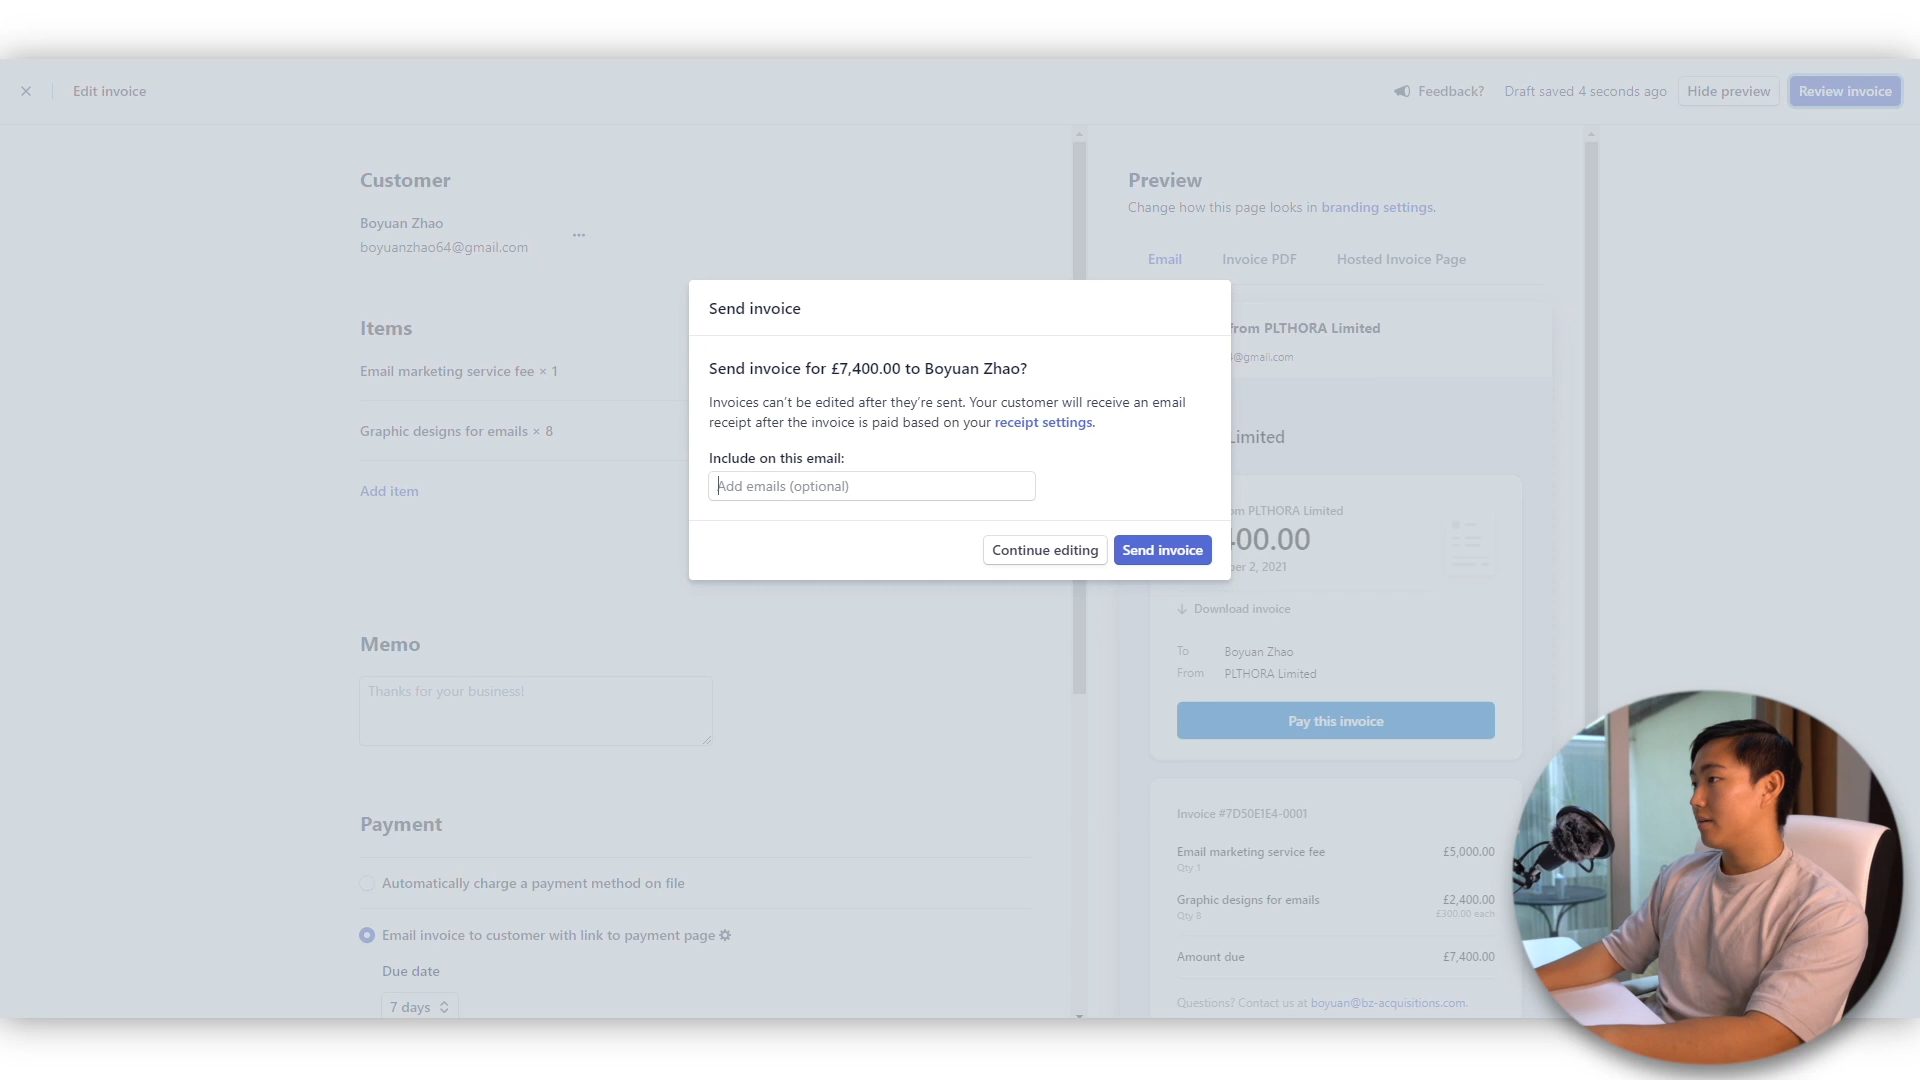 Edit invoice
Feedback?
Draft saved 4 seconds ago
Hide preview
Review invoice
Customer
Boyuan Zhao
boyuanzhao64@gmail.com
Items
Email marketing service fee × 1
Graphic designs for emails × 8
Add item
Memo
Thanks for your business!
Payment
Automatically charge a payment method on file
Email invoice to customer with link to payment page
Due date
7 days
Send invoice
Send invoice for £7,400.00 to Boyuan Zhao?
Invoices can't be edited after they're sent. Your customer will receive an email
receipt after the invoice is paid based on your receipt settings.
Include on this email:
Add emails (optional)
Continue editing
Send invoice
Preview
Change how this page looks in branding settings.
Email
Invoice PDF
Hosted Invoice Page
from PLTHORA Limited
@gmail.com
Limited
PLTHORA Limited
00.00
2, 2021
Download invoice
To Boyuan Zhao
From PLTHORA Limited
Pay this invoice
Invoice #7D50E1E4-0001
Email marketing service fee £5,000.00
Qty 1
Graphic designs for emails £2,400.00
Qty 8 £300.00 each
Amount due £7,400.00
Questions? Contact us at boyuan@bz-acquisitions.com.